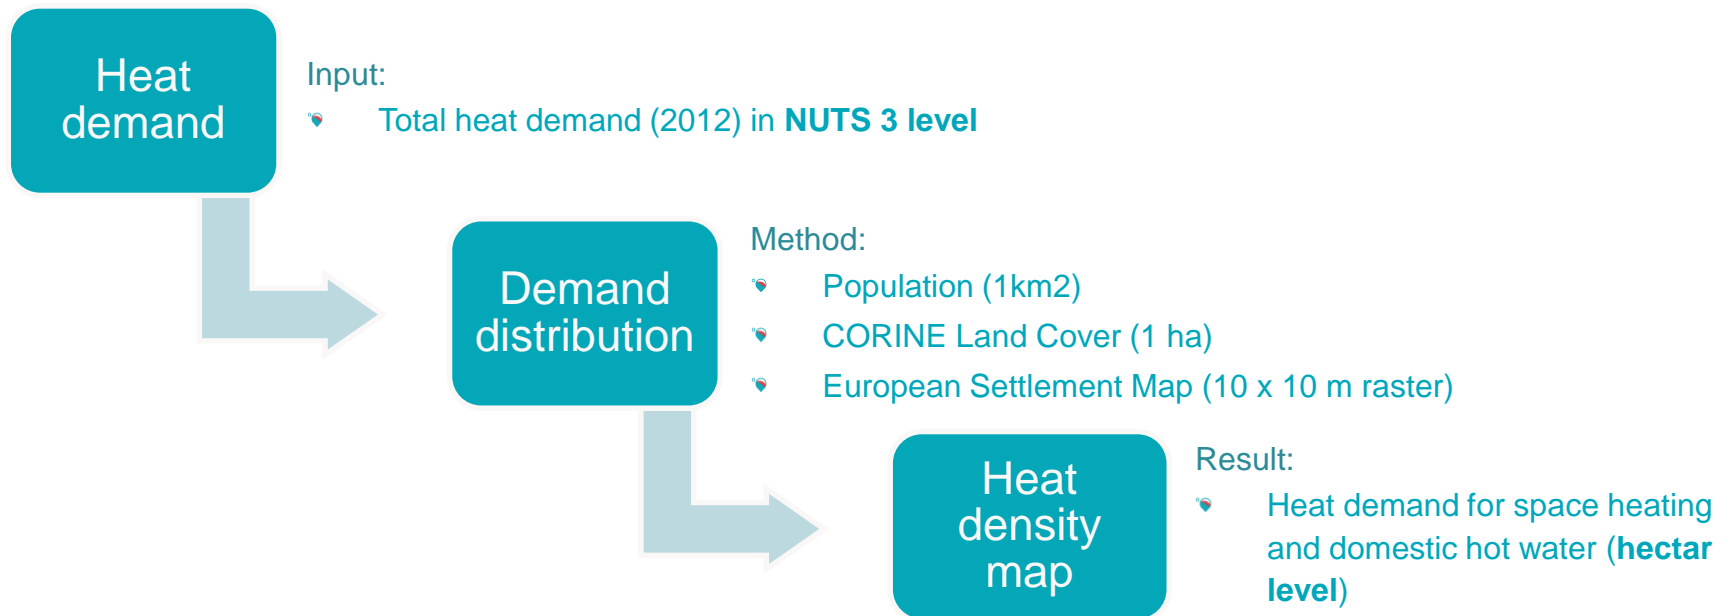 Heat
demand
Input:
Total heat demand (2012) in NUTS 3 level
Demand
distribution
Method:
Population (1km2)
CORINE Land Cover (1 ha)
European Settlement Map (10 x 10 m raster)
Heat
density
map
Result:
Heat demand for space heating
and domestic hot water (hectar
level)